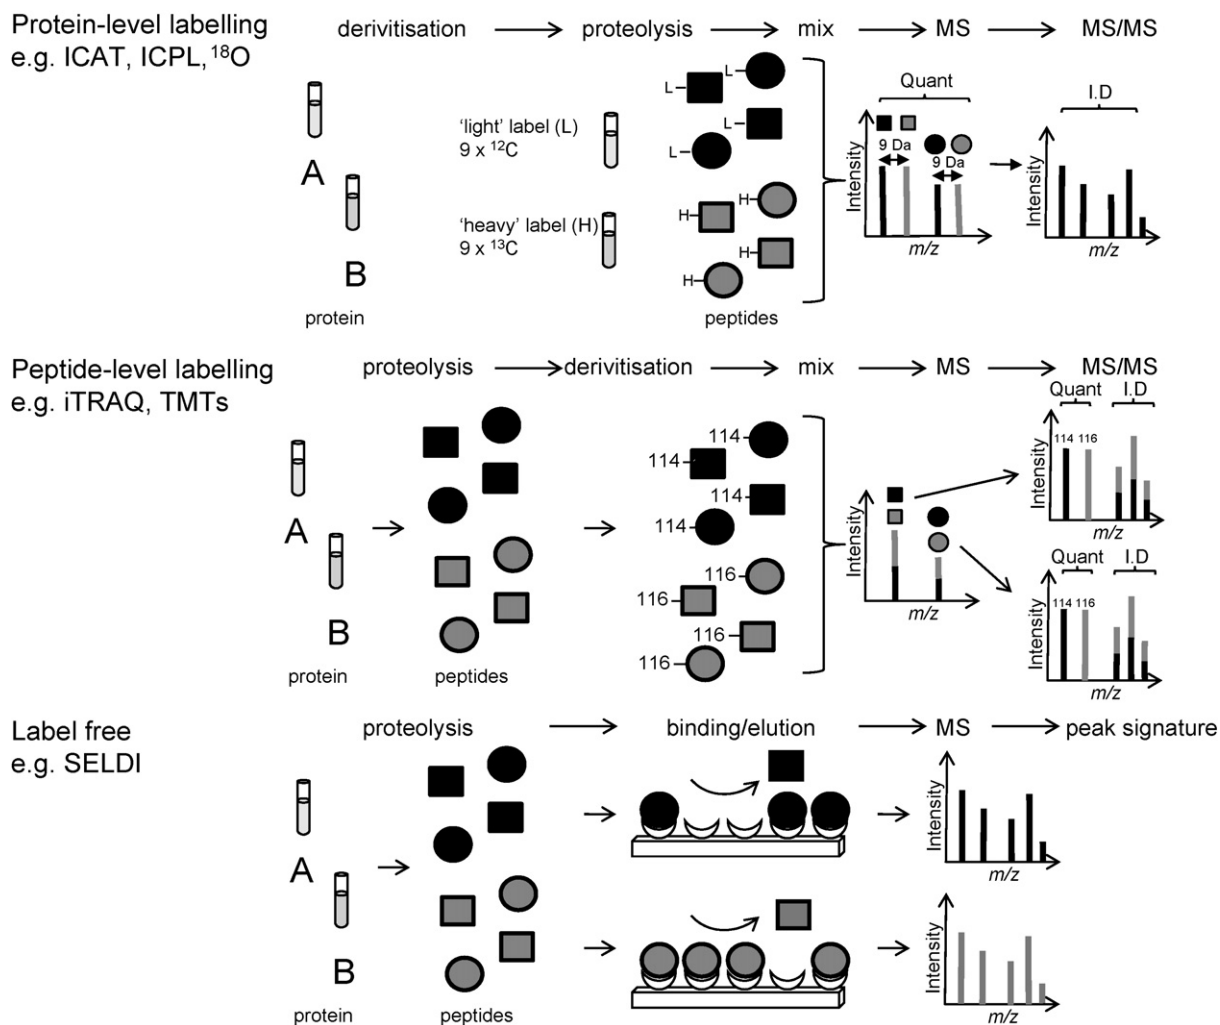 Protein-level labelling
e.g. ICAT, ICPL, ¹⁸O
derivitisation
proteolysis
mix
MS
MS/MS
A
B
protein
'light' label (L)
9 x ¹²C
'heavy' label (H)
9 x ¹³C
L
L
L
L
H
H
H
H
peptides
Quant
9 Da
9 Da
Intensity
m/z
I.D
Intensity
m/z
Peptide-level labelling
e.g. iTRAQ, TMTs
proteolysis
derivitisation
mix
MS
MS/MS
A
B
protein
peptides
114
114
114
114
116
116
116
116
Intensity
m/z
Quant
I.D
114 116
Intensity
m/z
Quant
I.D
114 116
Intensity
m/z
Label free
e.g. SELDI
proteolysis
binding/elution
MS
peak signature
A
B
protein
peptides
Intensity
m/z
Intensity
m/z